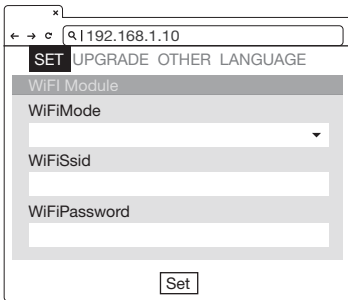 192.168.1.10
SET UPGRADE OTHER LANGUAGE
WiFI Module
WiFiMode
WiFiSsid
WiFiPassword
Set